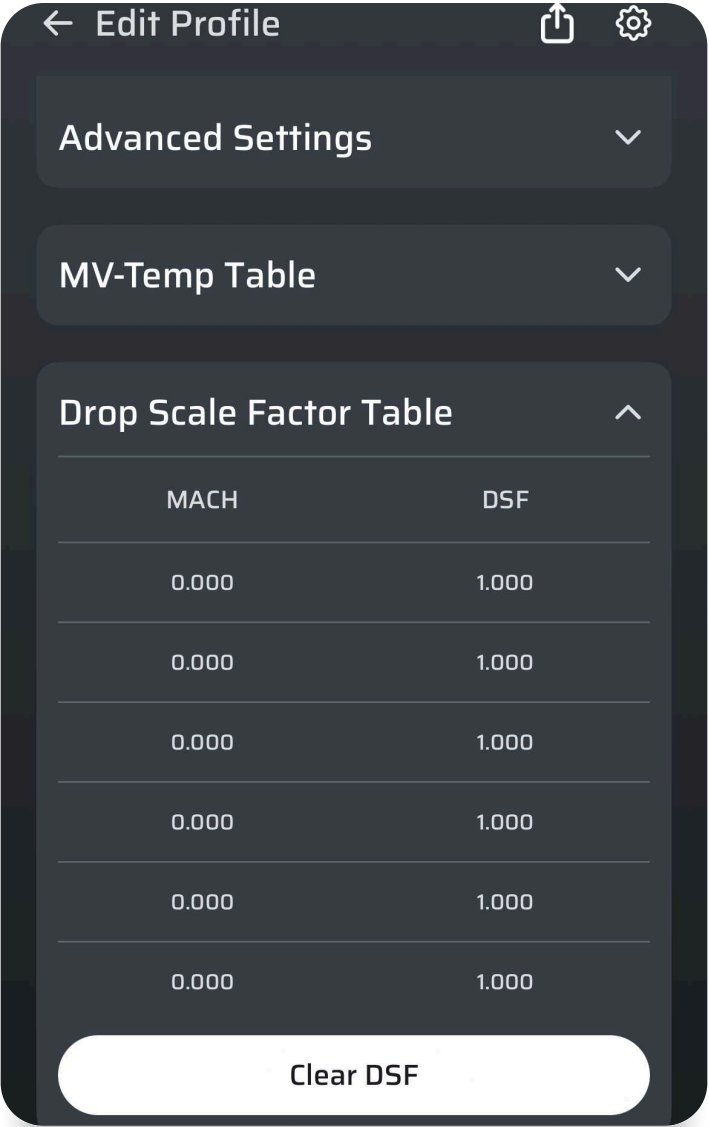 Edit Profile
Advanced Settings
MV-Temp Table
Drop Scale Factor Table
MACH DSF
0.000 1.000
0.000 1.000
0.000 1.000
0.000 1.000
0.000 1.000
0.000 1.000
Clear DSF